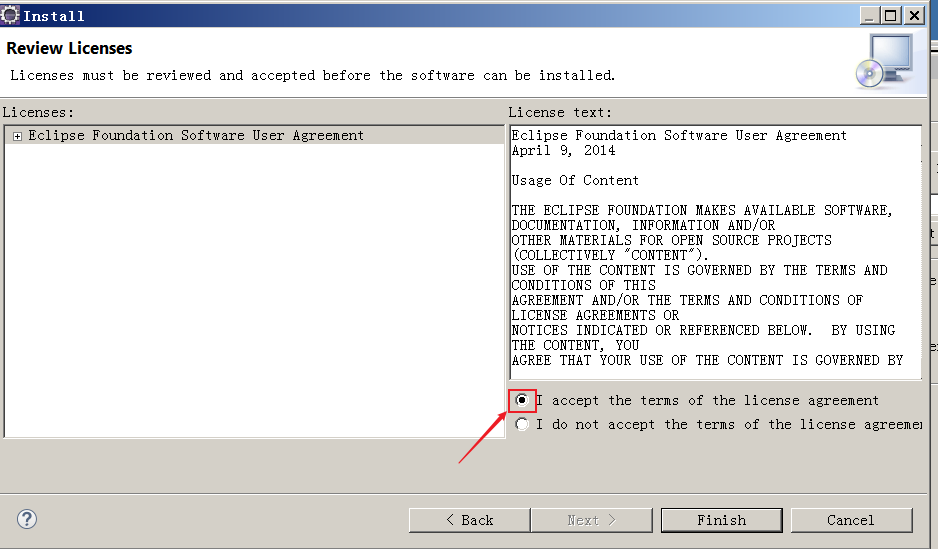 Install
Review Licenses
Licenses must be reviewed and accepted before the software can be installed.
Licenses:
Eclipse Foundation Software User Agreement
License text:
Eclipse Foundation Software User Agreement
April 9, 2014
Usage Of Content
THE ECLIPSE FOUNDATION MAKES AVAILABLE SOFTWARE,
DOCUMENTATION, INFORMATION AND/OR
OTHER MATERIALS FOR OPEN SOURCE PROJECTS
(COLLECTIVELY "CONTENT").
USE OF THE CONTENT IS GOVERNED BY THE TERMS AND
CONDITIONS OF THIS
AGREEMENT AND/OR THE TERMS AND CONDITIONS OF
LICENSE AGREEMENTS OR
NOTICES INDICATED OR REFERENCED BELOW.  BY USING
THE CONTENT, YOU
AGREE THAT YOUR USE OF THE CONTENT IS GOVERNED BY
I accept the terms of the license agreement
I do not accept the terms of the license agreemen
< Back
Next >
Finish
Cancel